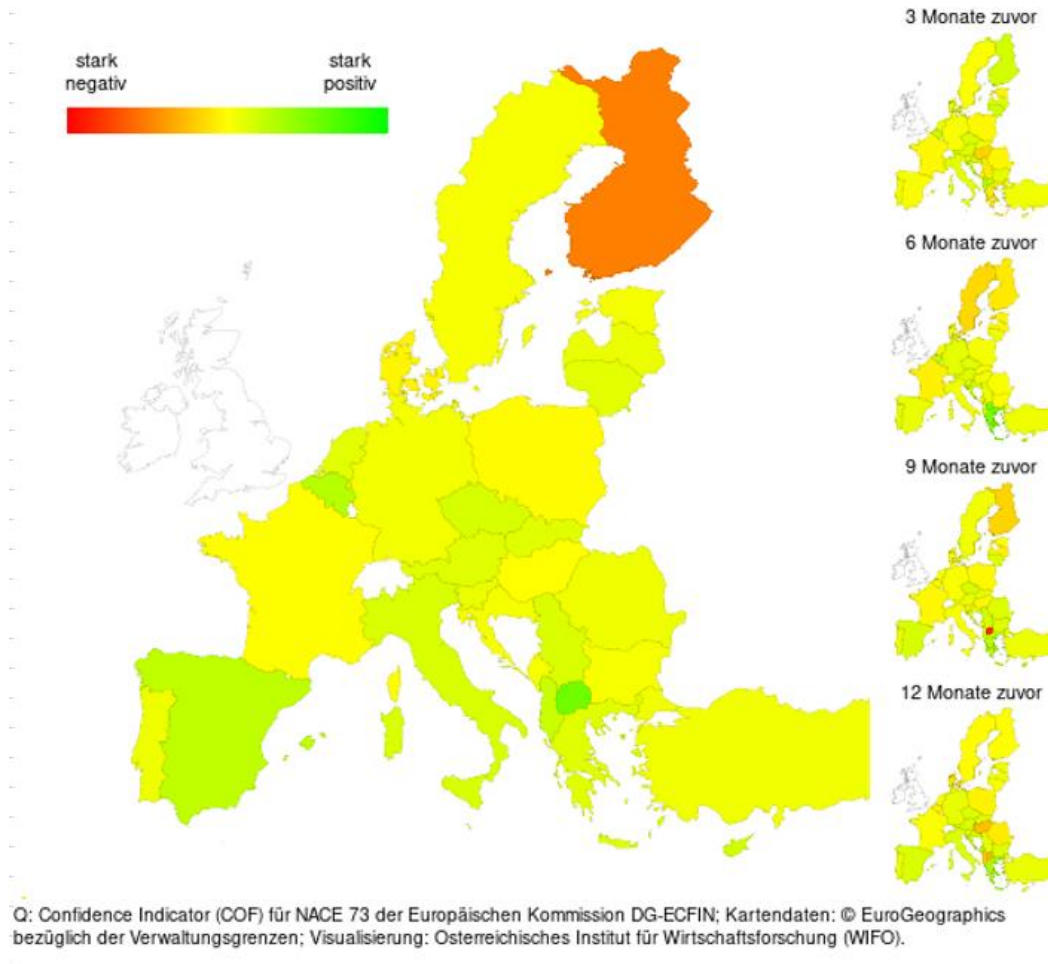 3 Monate zuvor
stark
negativ
stark
positiv
6 Monate zuvor
9 Monate zuvor
12 Monate zuvor
Q: Confidence Indicator (COF) für NACE 73 der Europäischen Kommission DG-ECFIN; Kartendaten: © EuroGeographics
bezüglich der Verwaltungsgrenzen; Visualisierung: Österreichisches Institut für Wirtschaftsforschung (WIFO).